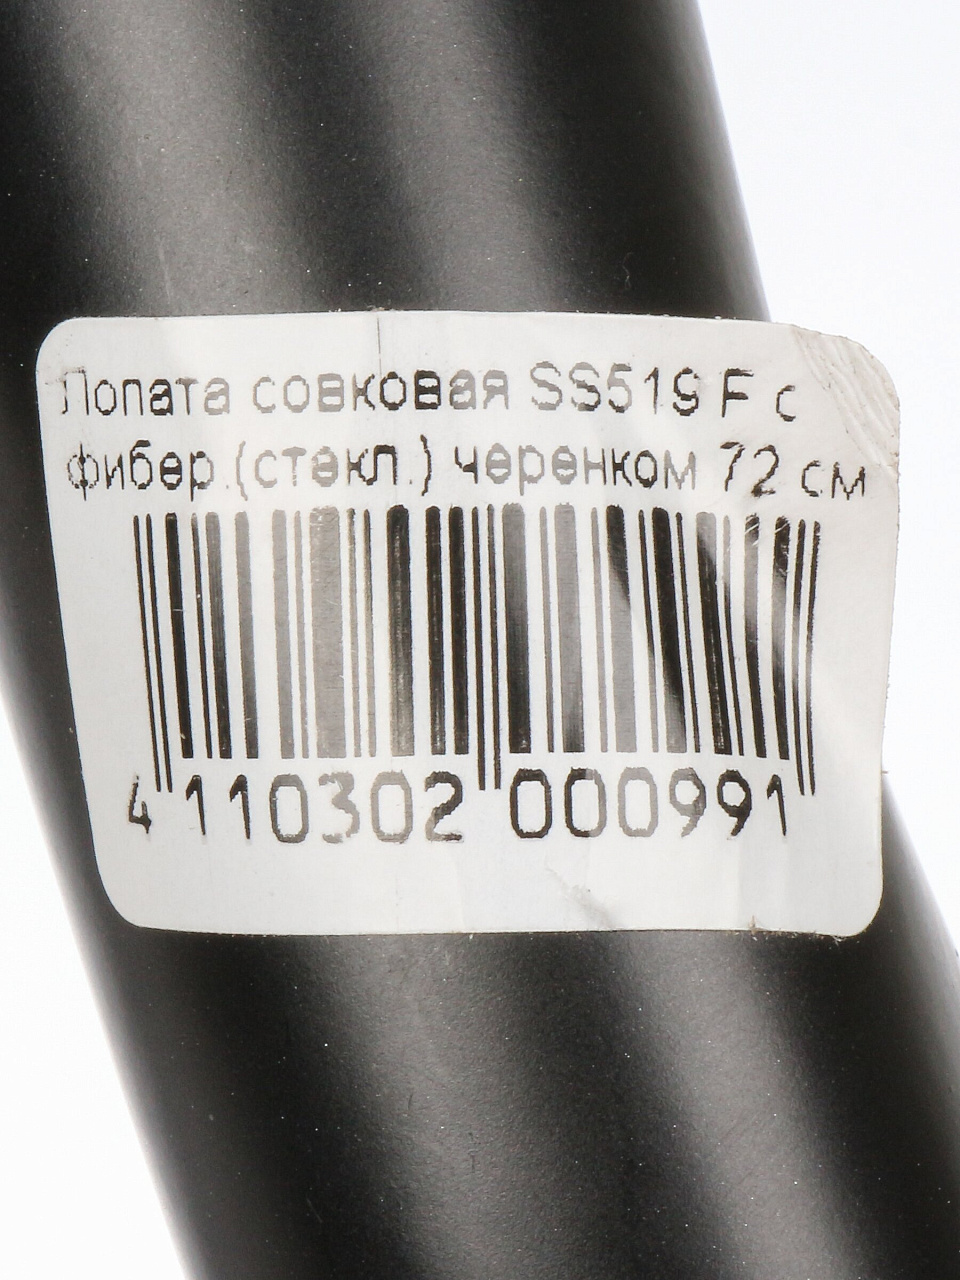 Лопата совковая SS519 F с
фибер.(стекл.) черенком 72 см
4 110302 000991